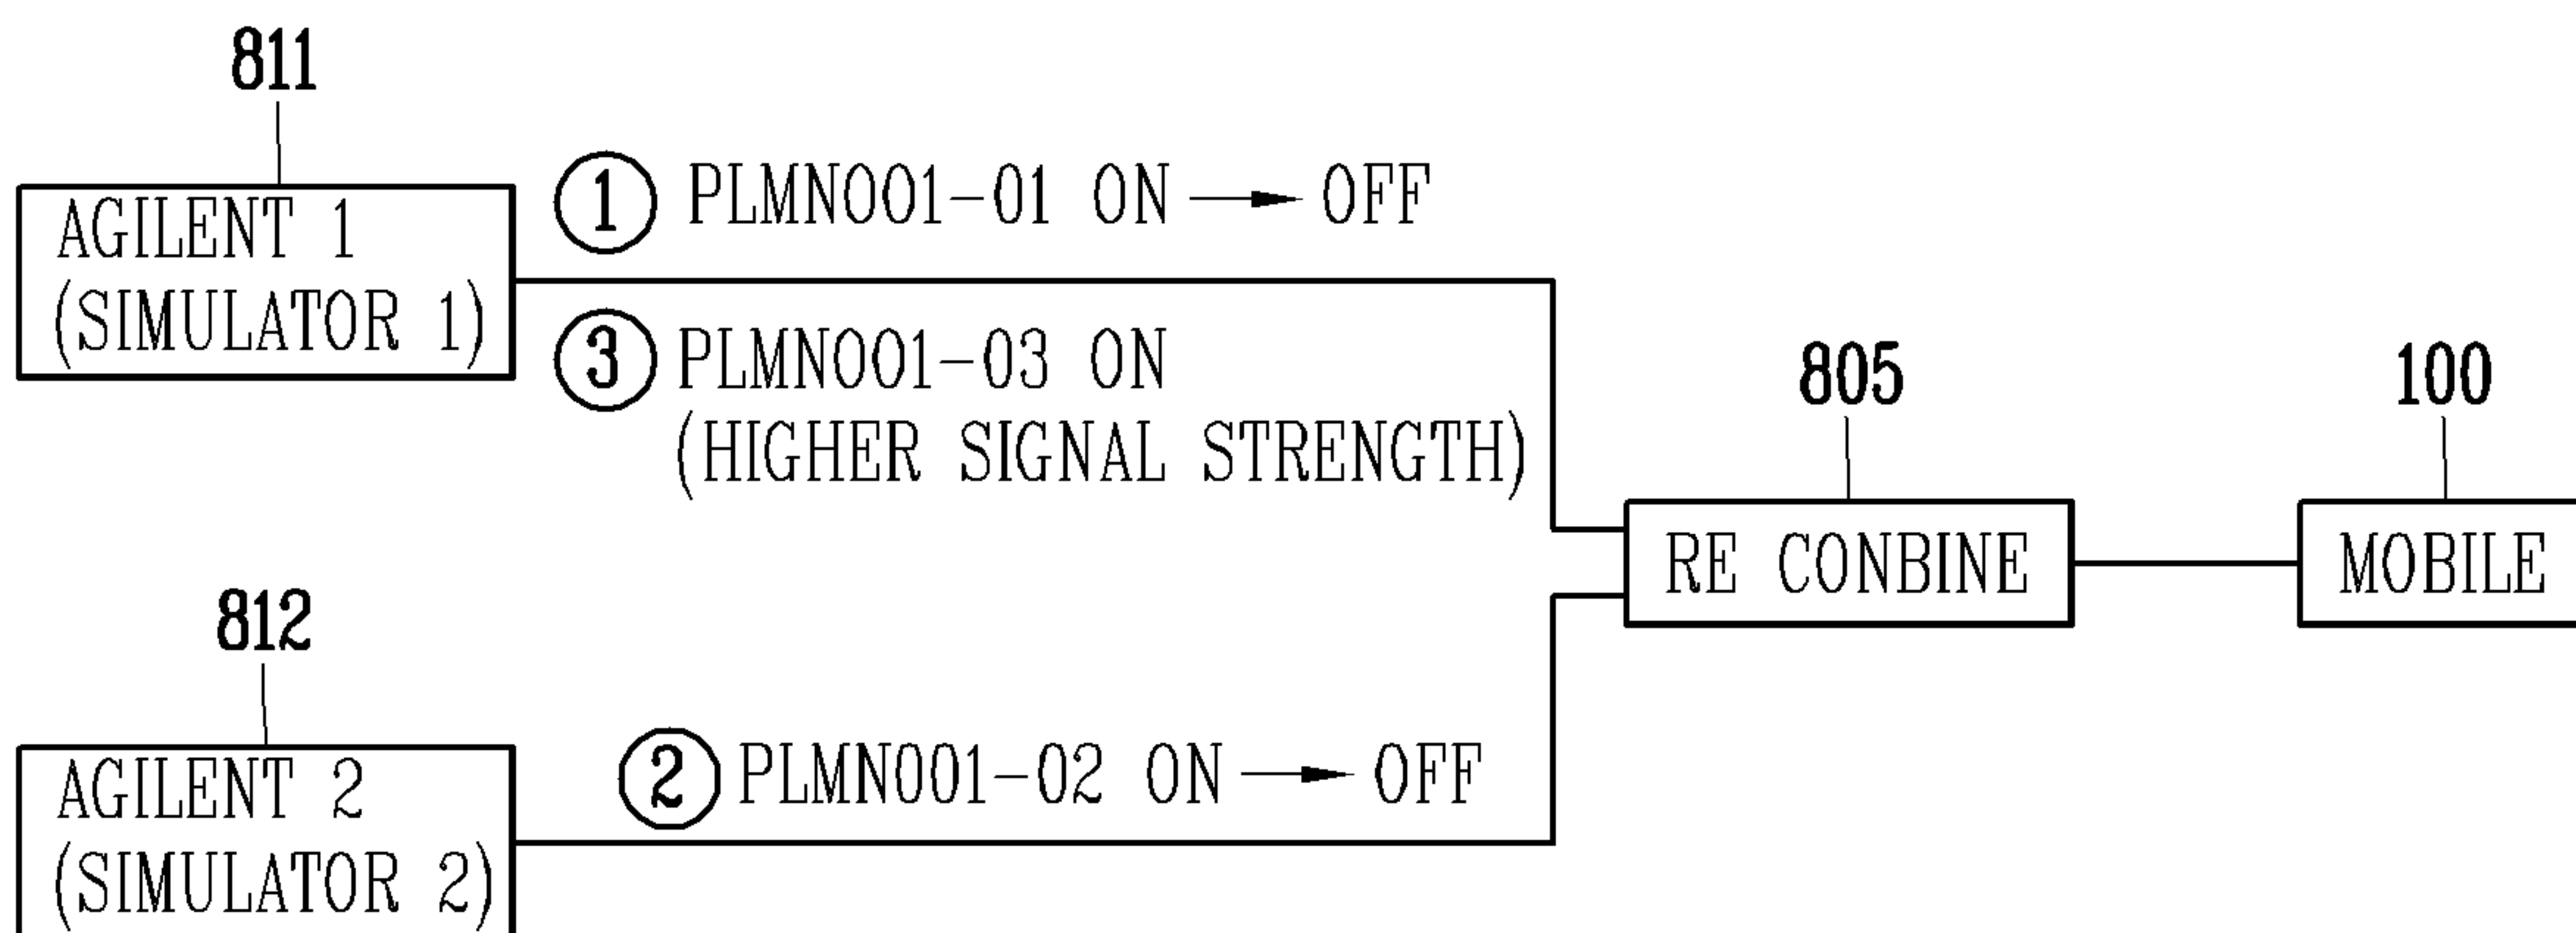 811
AGILENT 1
(SIMULATOR 1)
① PLMN001-01 ON → OFF
③ PLMN001-03 ON
(HIGHER SIGNAL STRENGTH)
805
RE CONBINE
100
MOBILE
812
AGILENT 2
(SIMULATOR 2)
② PLMN001-02 ON → OFF